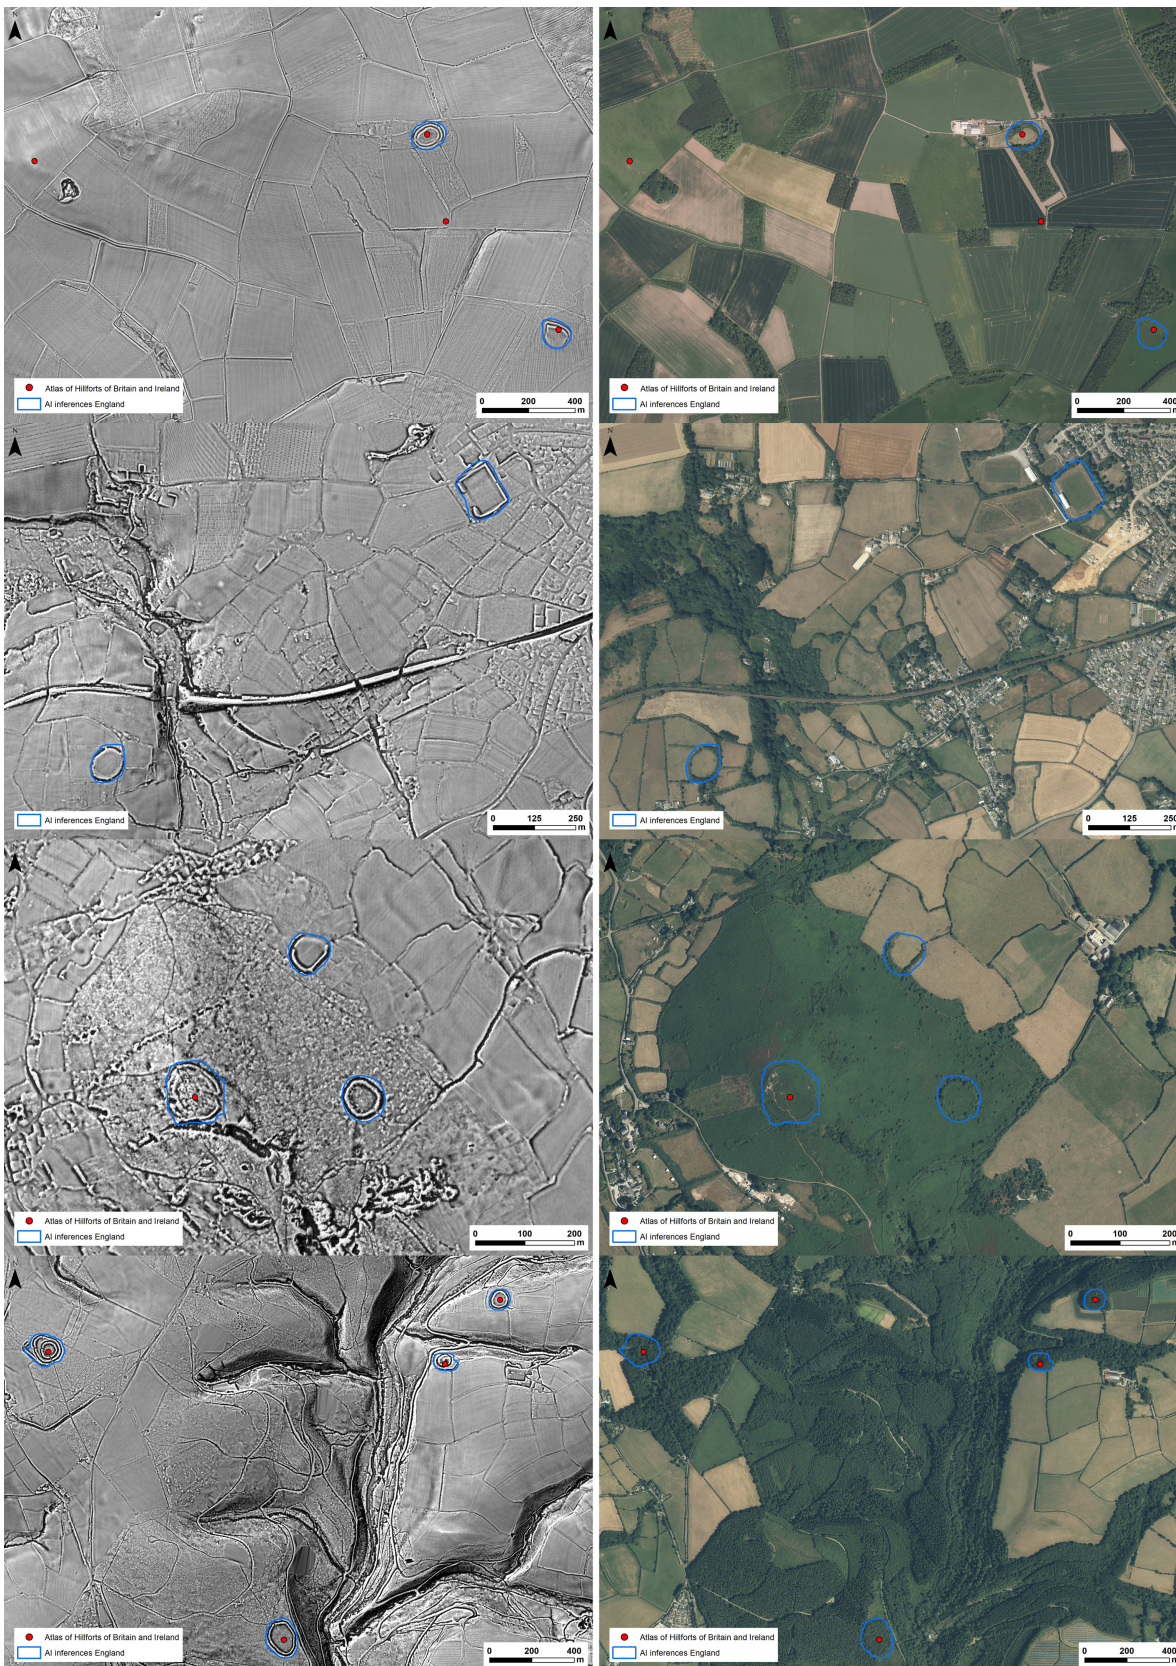 N
N
Atlas of Hillforts of Britain and Ireland
AI inferences England
0 200 400
m
Atlas of Hillforts of Britain and Ireland
AI inferences England
0 200 400
m
N
N
AI inferences England
0 125 250
m
AI inferences England
0 125 250
m
N
N
Atlas of Hillforts of Britain and Ireland
AI inferences England
0 100 200
m
Atlas of Hillforts of Britain and Ireland
AI inferences England
0 100 200
m
N
N
Atlas of Hillforts of Britain and Ireland
AI inferences England
0 200 400
m
Atlas of Hillforts of Britain and Ireland
AI inferences England
0 200 400
m